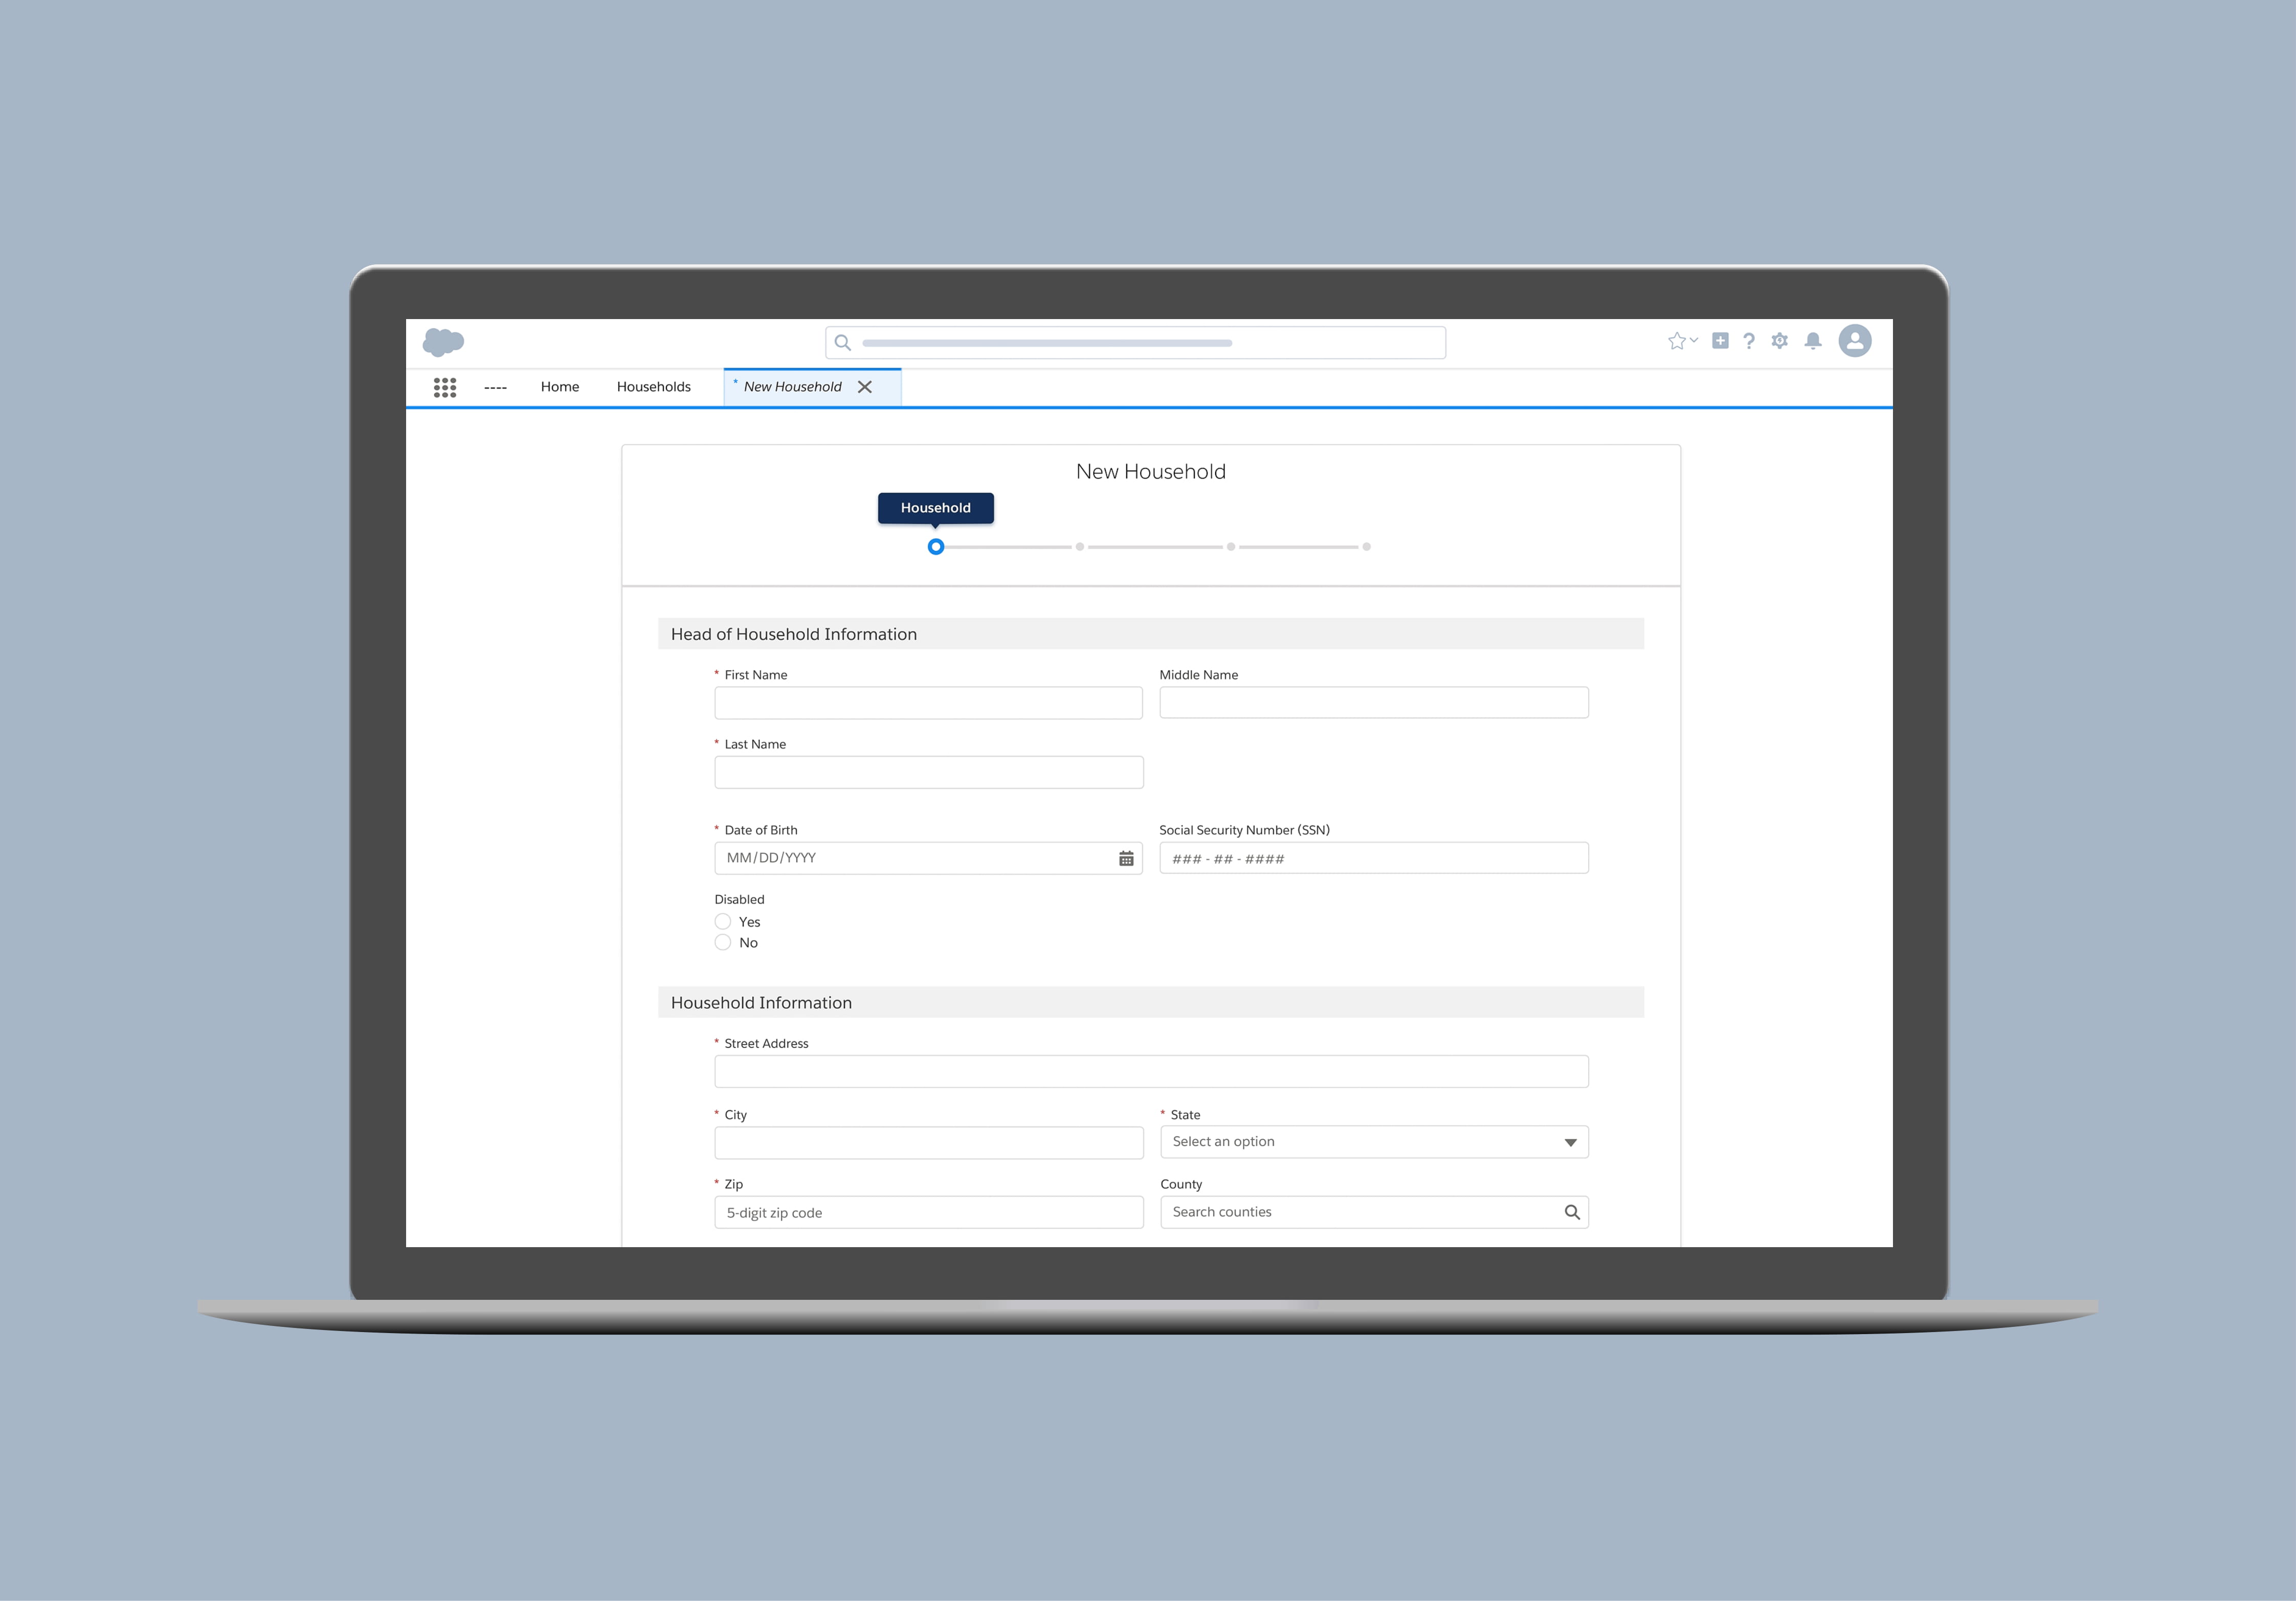 ---- Home Households * New Household
New Household
Household
Head of Household Information
* First Name Middle Name
* Last Name
* Date of Birth Social Security Number (SSN)
MM/DD/YYYY ### - ## - ####
Disabled
Yes
No
Household Information
* Street Address
* City * State
Select an option
* Zip County
5-digit zip code Search counties